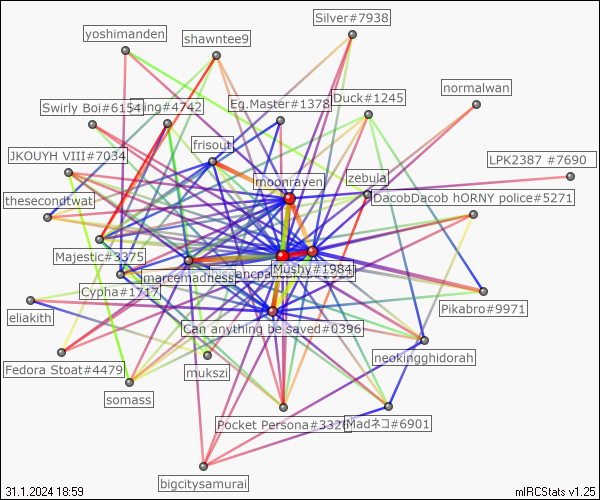 Silver#7938
yoshimanden
shawntee9
normalwan
Swirly Boi#6154
Eg.Master#1378
Duck#1245
frisout
JKOUYH VIII#7034
LPK2387 #7690
moonraven
zebula
DacobDacob hORNY police#5271
thesecondtwat
Majestic#3375
Mushy#1984
marcemadness
Cypha#1717
Pikabro#9971
eliakith
Can anything be saved#0396
neokingghidorah
Fedora Stoat#4479
mukszi
somass
Pocket Persona#3320
Madネコ#6901
bigcitysamurai
31.1.2024 18:59
mIRCStats v1.25